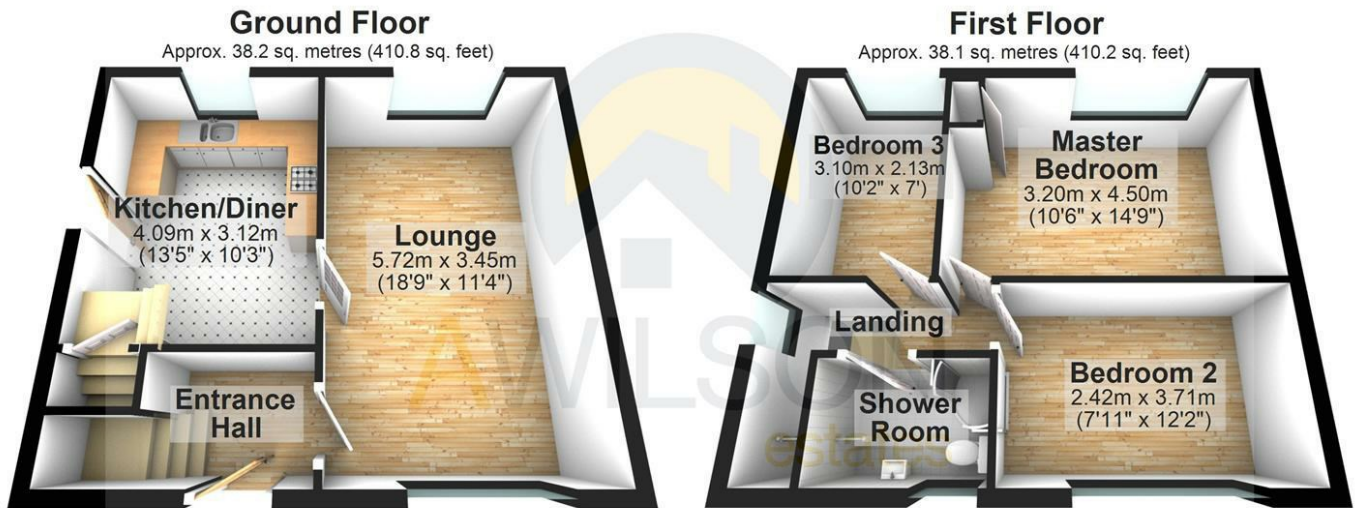 Ground Floor
Approx. 38.2 sq. metres (410.8 sq. feet)
Kitchen/Diner
4.09m x 3.12m
(13'5" x 10'3")
Lounge
5.72m x 3.45m
(18'9" x 11'4")
Entrance
Hall
First Floor
Approx. 38.1 sq. metres (410.2 sq. feet)
Bedroom 3
3.10m x 2.13m
(10'2" x 7')
Master
Bedroom
3.20m x 4.50m
(10'6" x 14'9")
Landing
Bedroom 2
2.42m x 3.71m
(7'11" x 12'2")
Shower
Room
AWILSON
estates